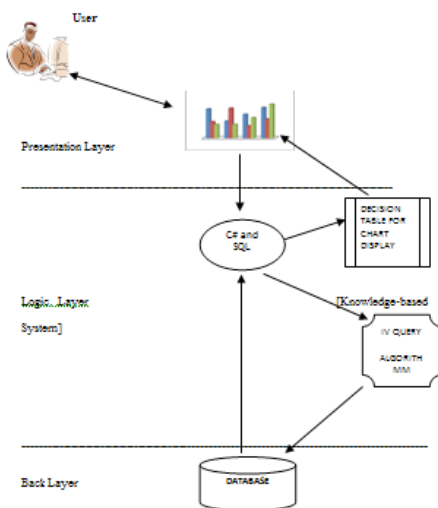 User
Presentation Layer
DECISION
TABLE FOR
CHART
DISPLAY
C# and
SQL
Logic Layer
[Knowledge-based
System]
IV QUERY
ALGORITH
MM
Back Layer
DATABASE